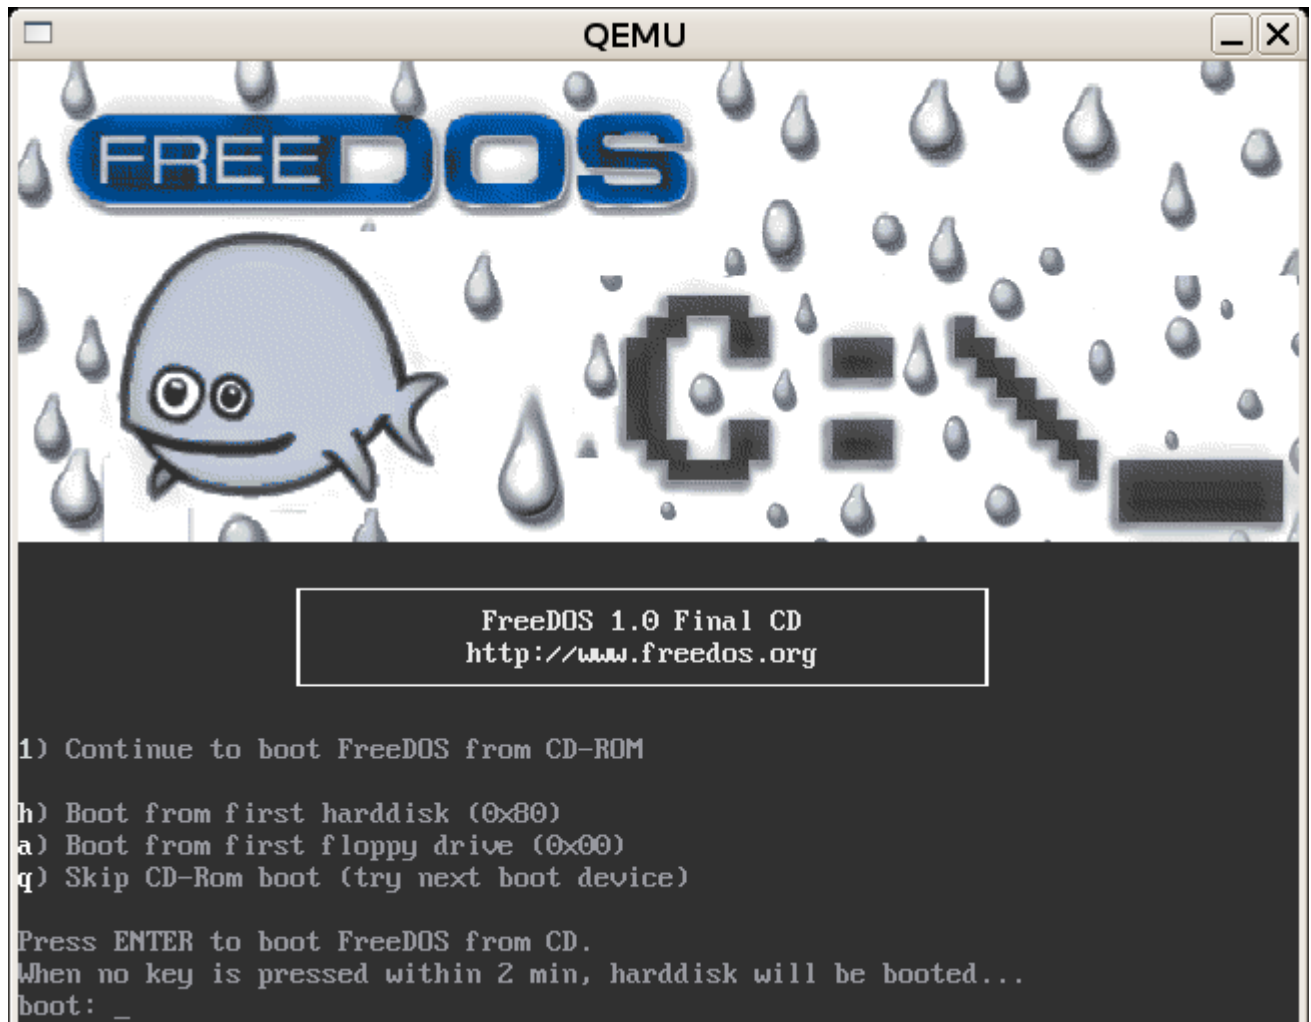 QEMU
FREEDOS
C:\_
FreeDOS 1.0 Final CD
http://www.freedos.org
1) Continue to boot FreeDOS from CD-ROM
h) Boot from first harddisk (0x80)
a) Boot from first floppy drive (0x00)
q) Skip CD-Rom boot (try next boot device)
Press ENTER to boot FreeDOS from CD.
When no key is pressed within 2 min, harddisk will be booted...
boot: _